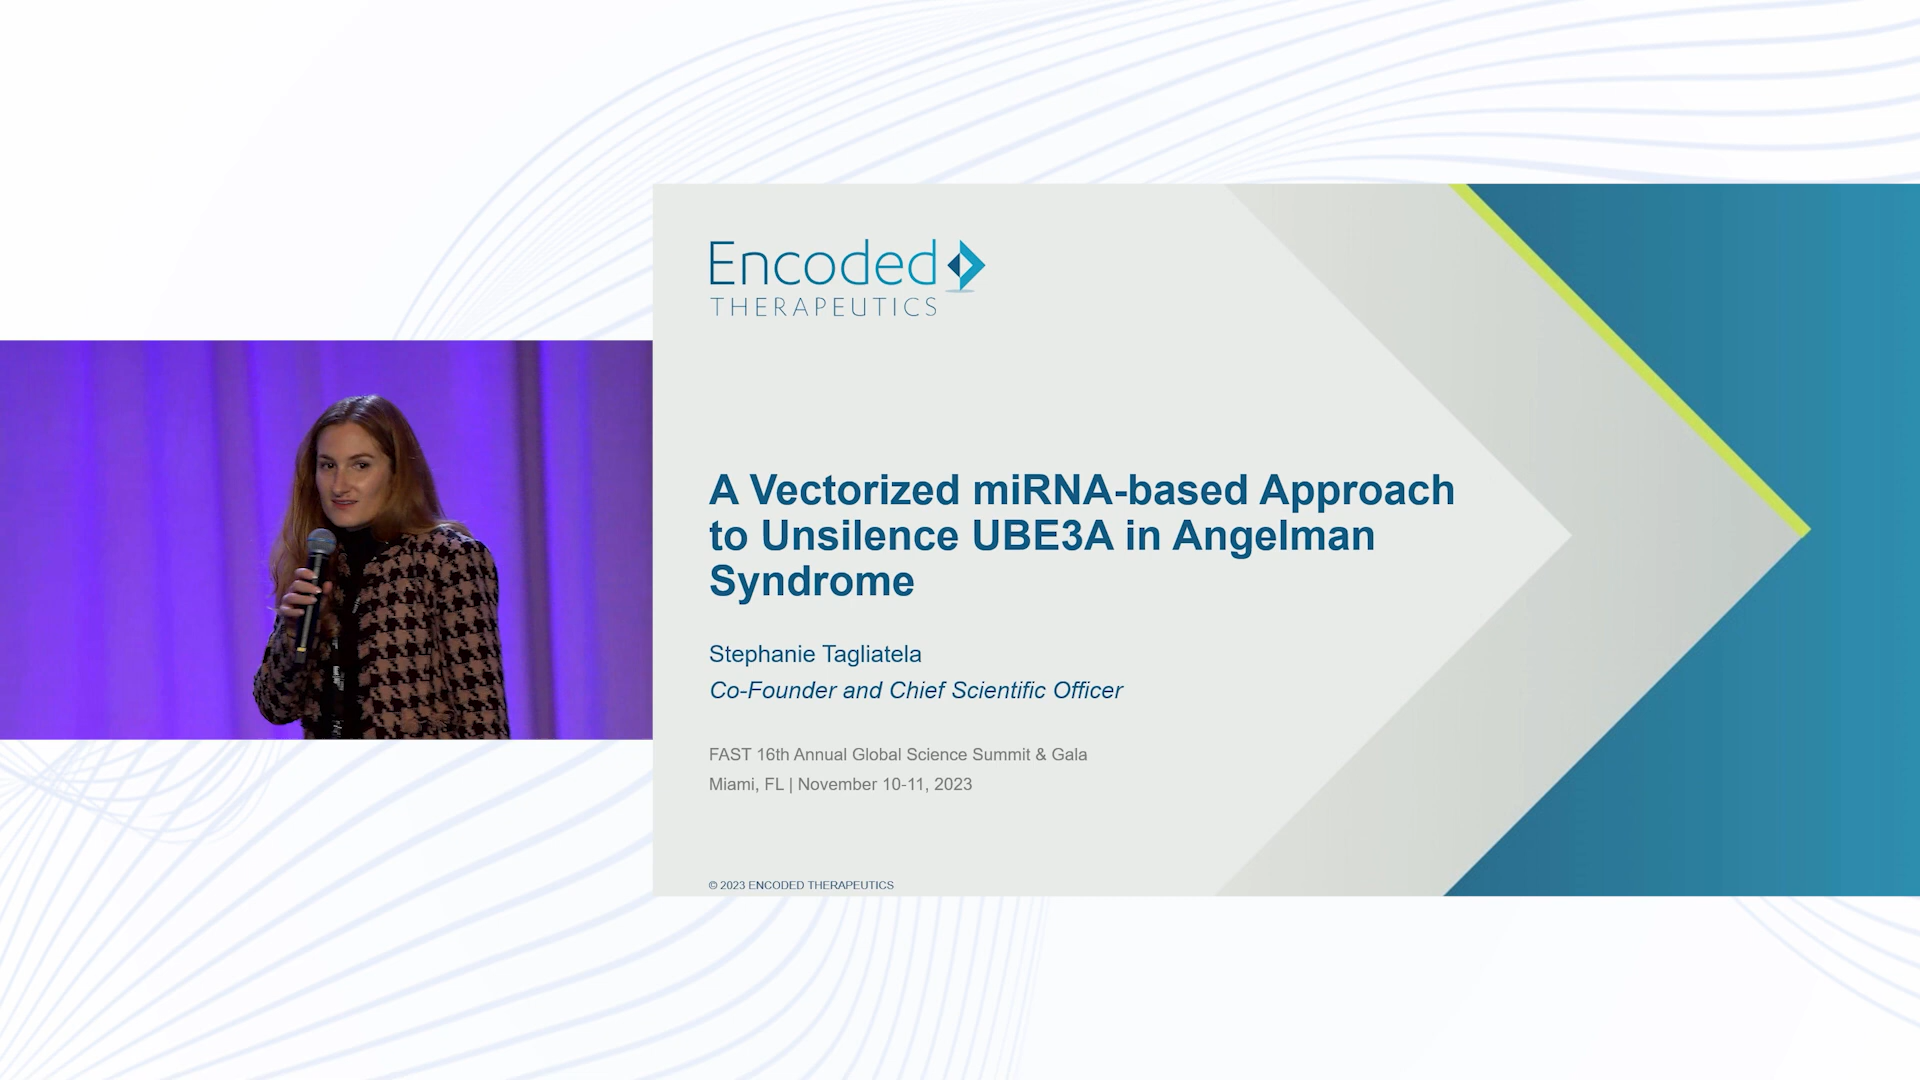 Encoded
THERAPEUTICS
A Vectorized miRNA-based Approach
to Unsilence UBE3A in Angelman
Syndrome
Stephanie Tagliatela
Co-Founder and Chief Scientific Officer
FAST 16th Annual Global Science Summit & Gala
Miami, FL | November 10-11, 2023
© 2023 ENCODED THERAPEUTICS